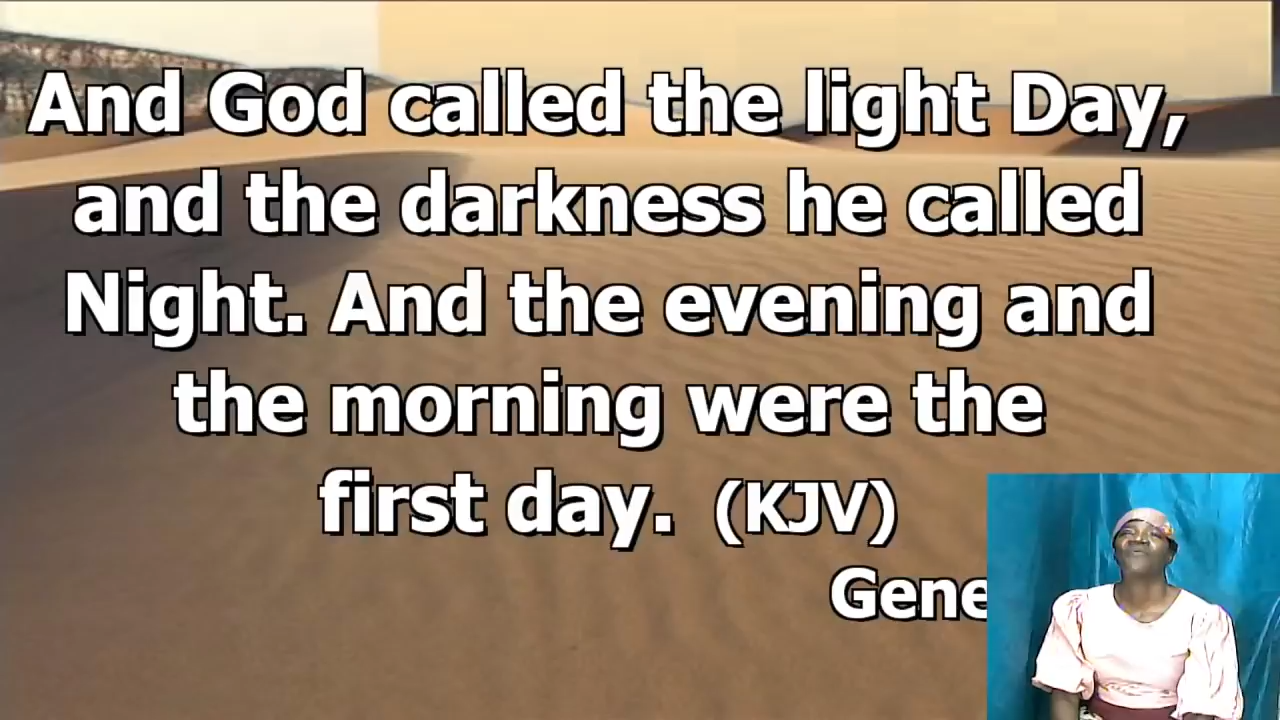 And God called the light Day,
and the darkness he called
Night. And the evening and
the morning were the
first day. (KJV)
Gene